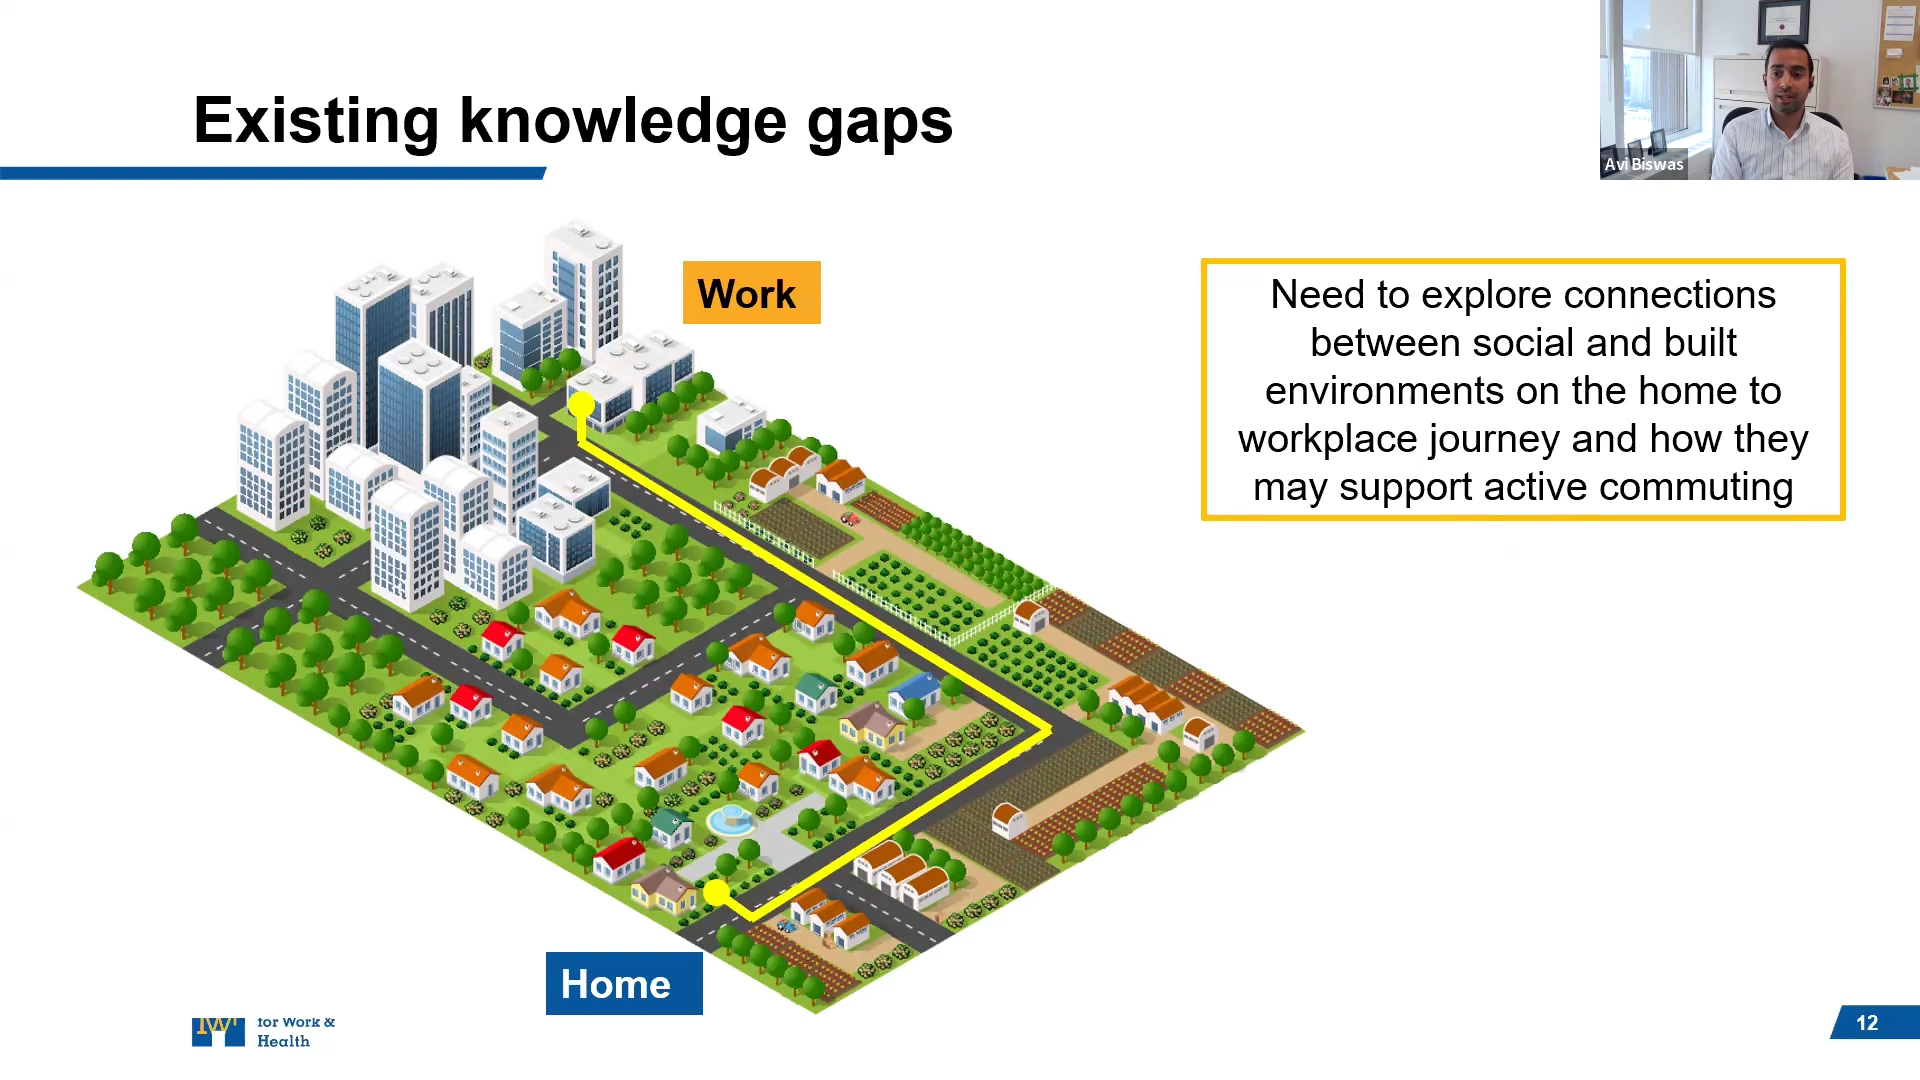 Existing knowledge gaps
Avi Biswas
Work
Need to explore connections
between social and built
environments on the home to
workplace journey and how they
may support active commuting
Home
for Work &
Health
12